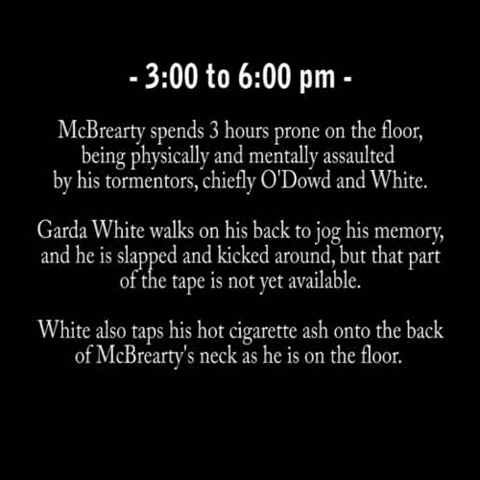 - 3:00 to 6:00 pm -
McBrearty spends 3 hours prone on the floor,
being physically and mentally assaulted
by his tormentors, chiefly O'Dowd and White.
Garda White walks on his back to jog his memory,
and he is slapped and kicked around, but that part
of the tape is not yet available.
White also taps his hot cigarette ash onto the back
of McBrearty's neck as he is on the floor.